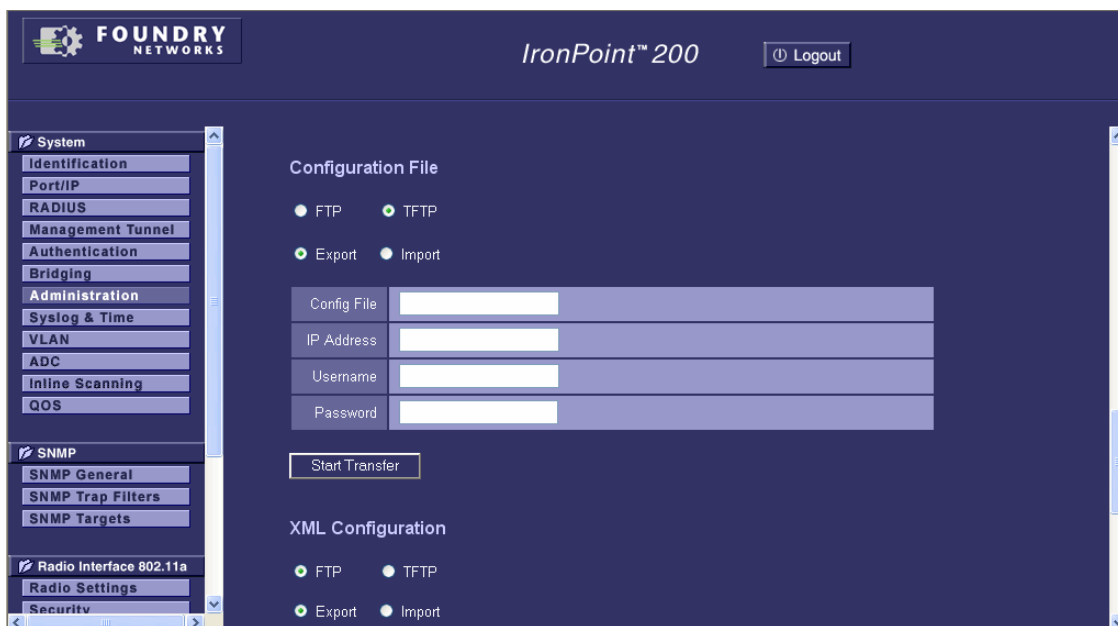 FOUNDRY
NETWORKS
IronPoint™ 200
Logout
System
Identification
Port/IP
RADIUS
Management Tunnel
Authentication
Bridging
Administration
Syslog & Time
VLAN
ADC
Inline Scanning
QOS
SNMP
SNMP General
SNMP Trap Filters
SNMP Targets
Radio Interface 802.11a
Radio Settings
Security
Configuration File
FTP TFTP
Export Import
Config File
IP Address
Username
Password
Start Transfer
XML Configuration
FTP TFTP
Export Import